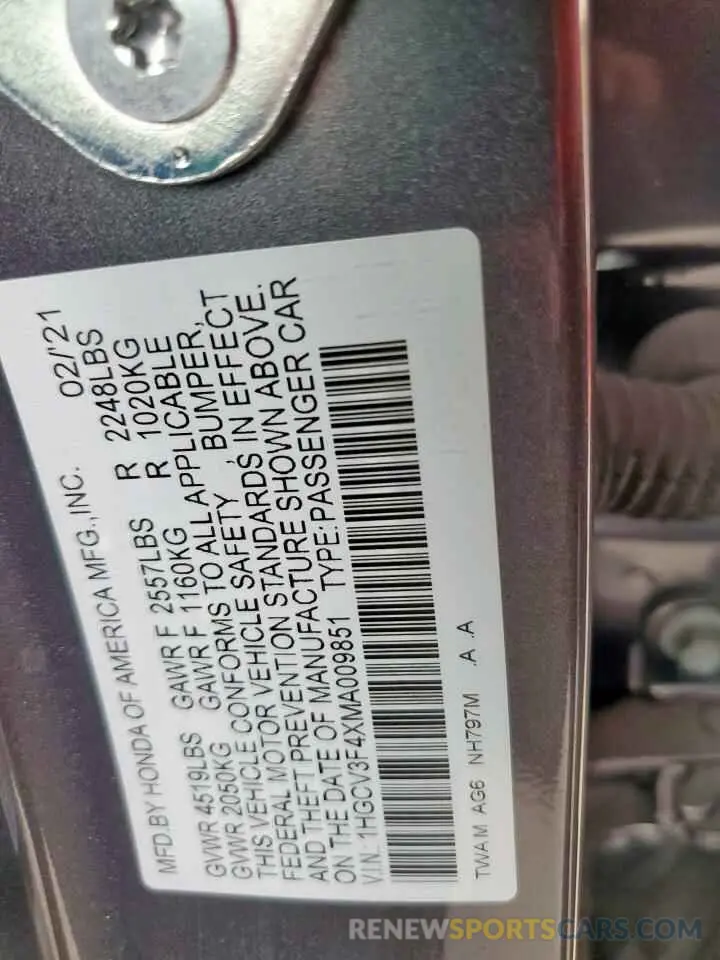 MFD.BY HONDA OF AMERICA MFG.,INC. 02/'21
GVWR 4519LBS GAWR F 2557LBS R 2248LBS
GVWR 2050KG GAWR F 1160KG R 1020KG
THIS VEHICLE CONFORMS TO ALL APPLICABLE
FEDERAL MOTOR VEHICLE SAFETY, BUMPER,
AND THEFT PREVENTION STANDARDS IN EFFECT
ON THE DATE OF MANUFACTURE SHOWN ABOVE.
V.I.N.: 1HGCV3F4XMA009851 TYPE:PASSENGER CAR
TWAM AG6 NH797M .A .A
RENEWSPORTSCARS.COM